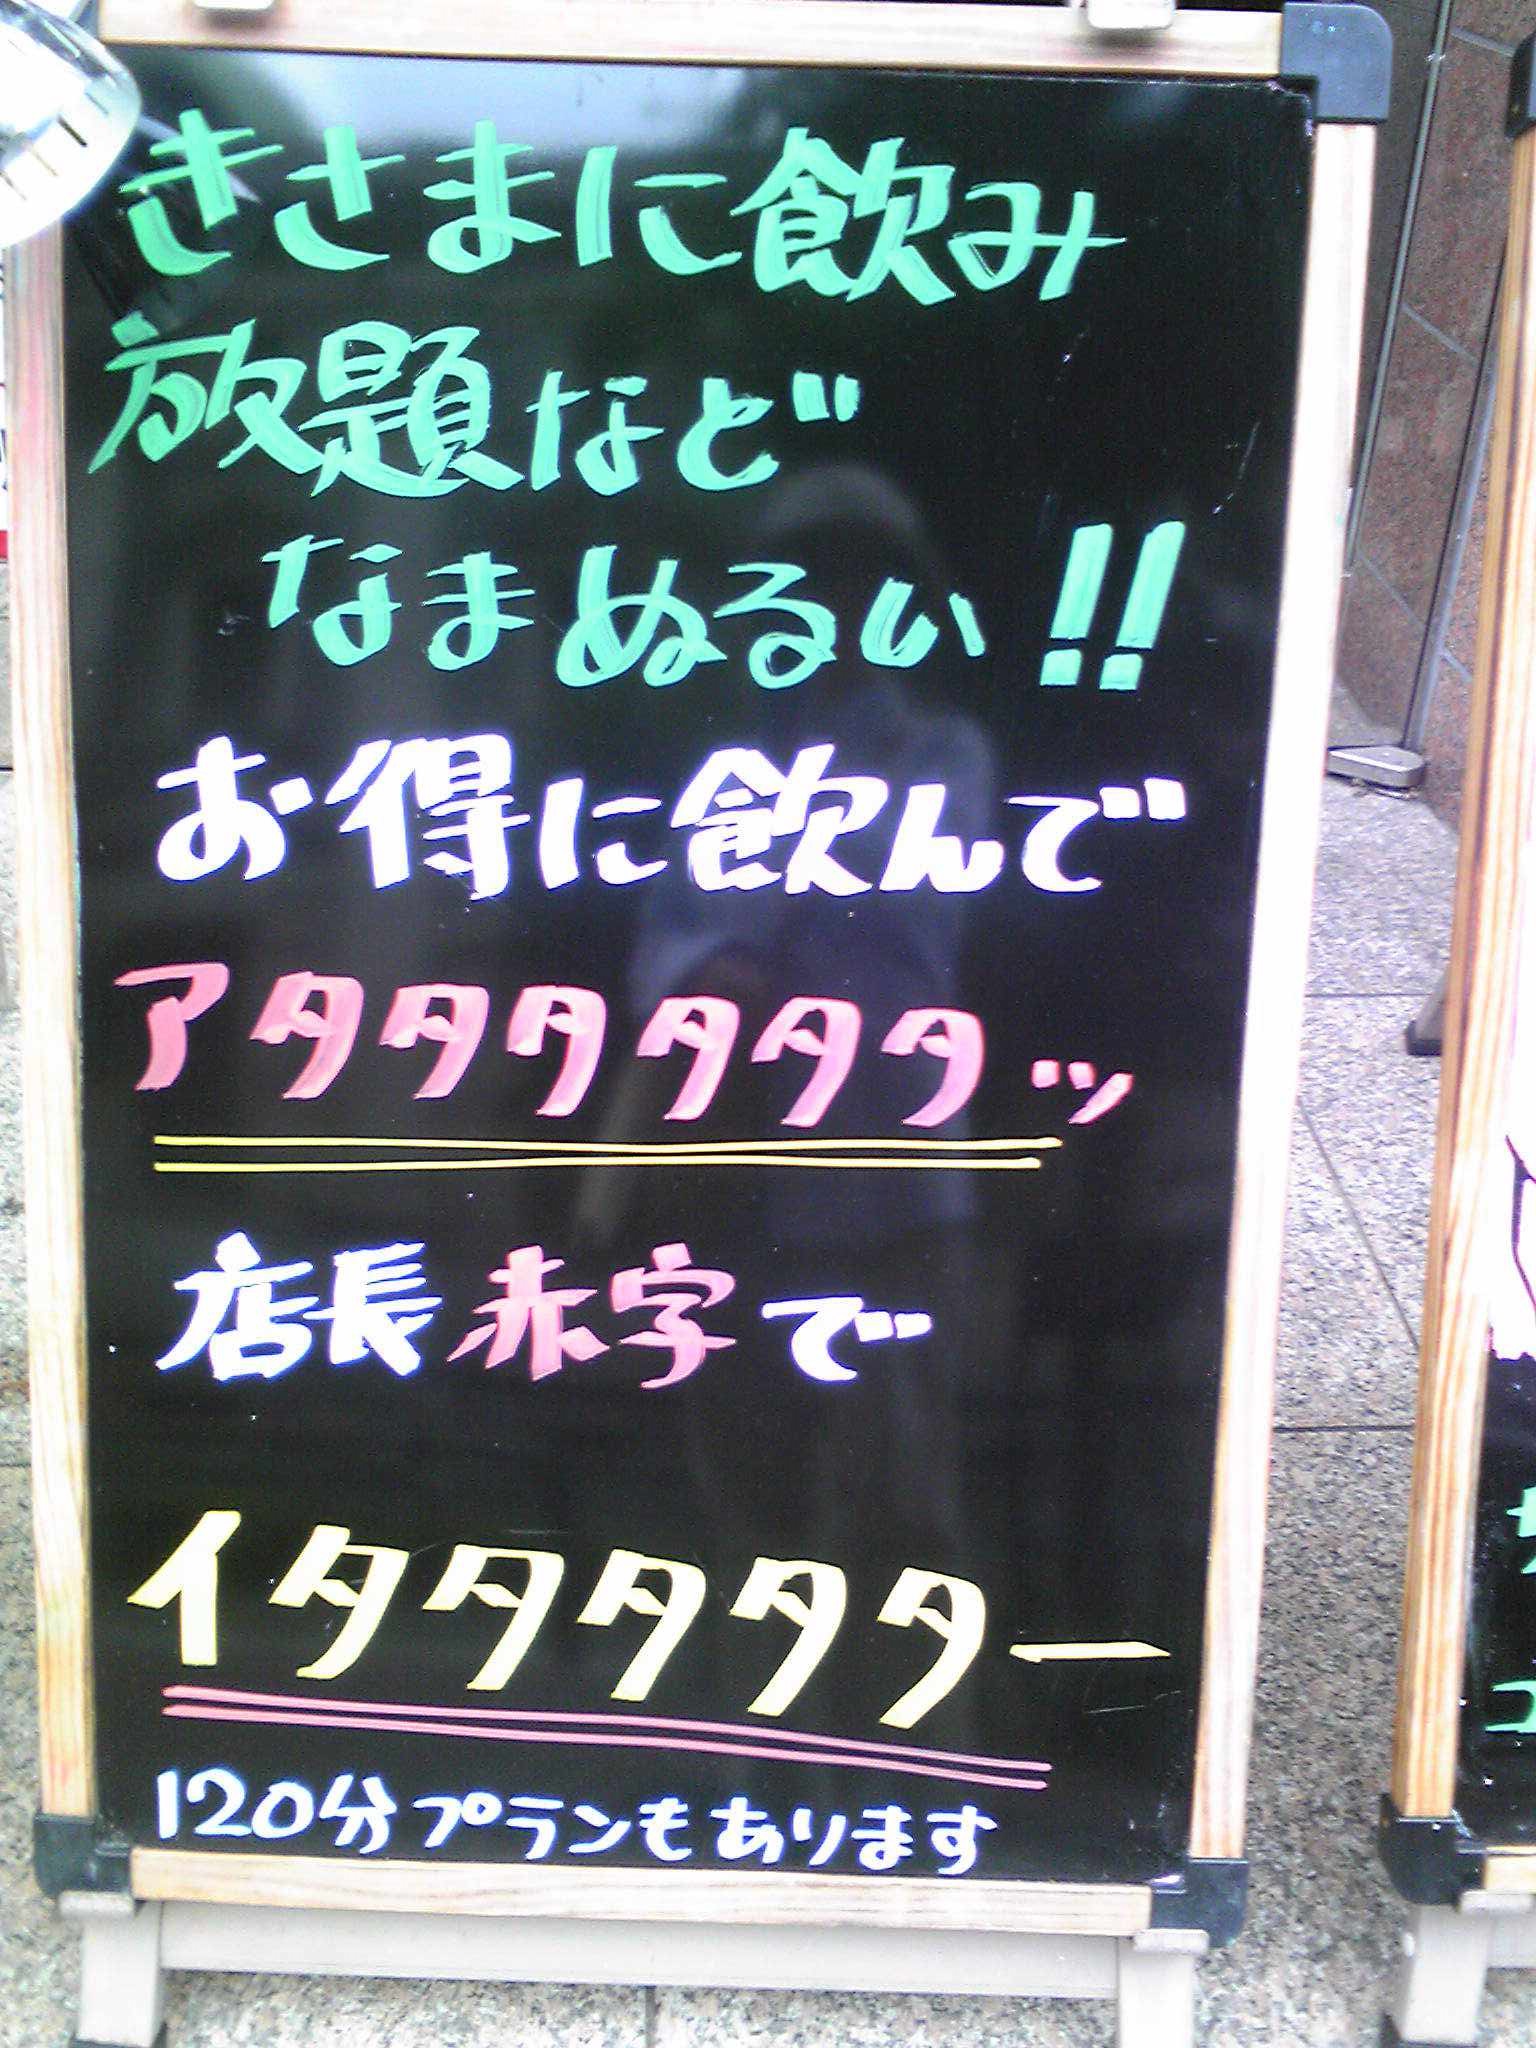 きさまに飲み
放題など
なまぬるい!!
お得に飲んで
アタタタタタタッ
店長赤字で
イタタタタター
120分プランもあります